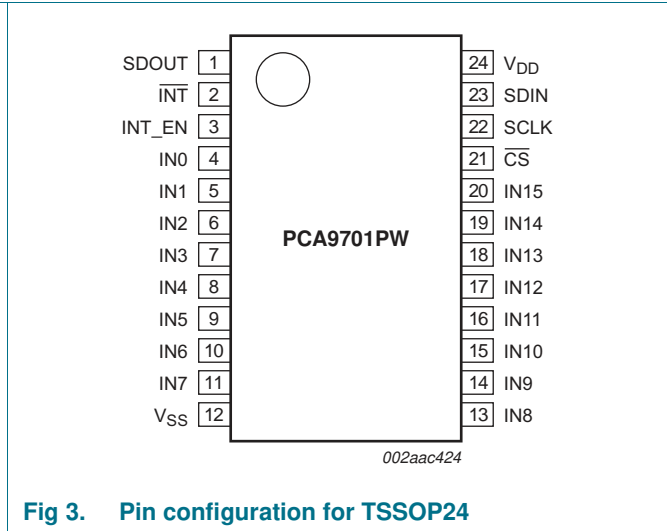 SDOUT 1
INT 2
INT_EN 3
IN0 4
IN1 5
IN2 6
IN3 7
IN4 8
IN5 9
IN6 10
IN7 11
VSS 12
PCA9701PW
24 VDD
23 SDIN
22 SCLK
21 CS
20 IN15
19 IN14
18 IN13
17 IN12
16 IN11
15 IN10
14 IN9
13 IN8
002aac424
Fig 3. Pin configuration for TSSOP24